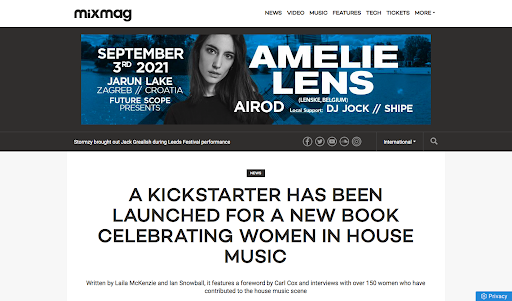 mixmag
NEWS VIDEO MUSIC FEATURES TECH TICKETS MORE
SEPTEMBER
3RD 2021
JARUN LAKE
ZAGREB // CROATIA
FUTURE SCOPE
PRESENTS
AMELIE
LENS
(LENSKE, BELGIUM)
AIROD Local Support: DJ JOCK // SHIPE
Stormzy brought out Jack Grealish during Leeds Festival performance
International
NEWS
A KICKSTARTER HAS BEEN
LAUNCHED FOR A NEW BOOK
CELEBRATING WOMEN IN HOUSE
MUSIC
Written by Laila McKenzie and Ian Snowball, it features a foreword by Carl Cox and interviews with over 150 women who have
contributed to the house music scene
Privacy